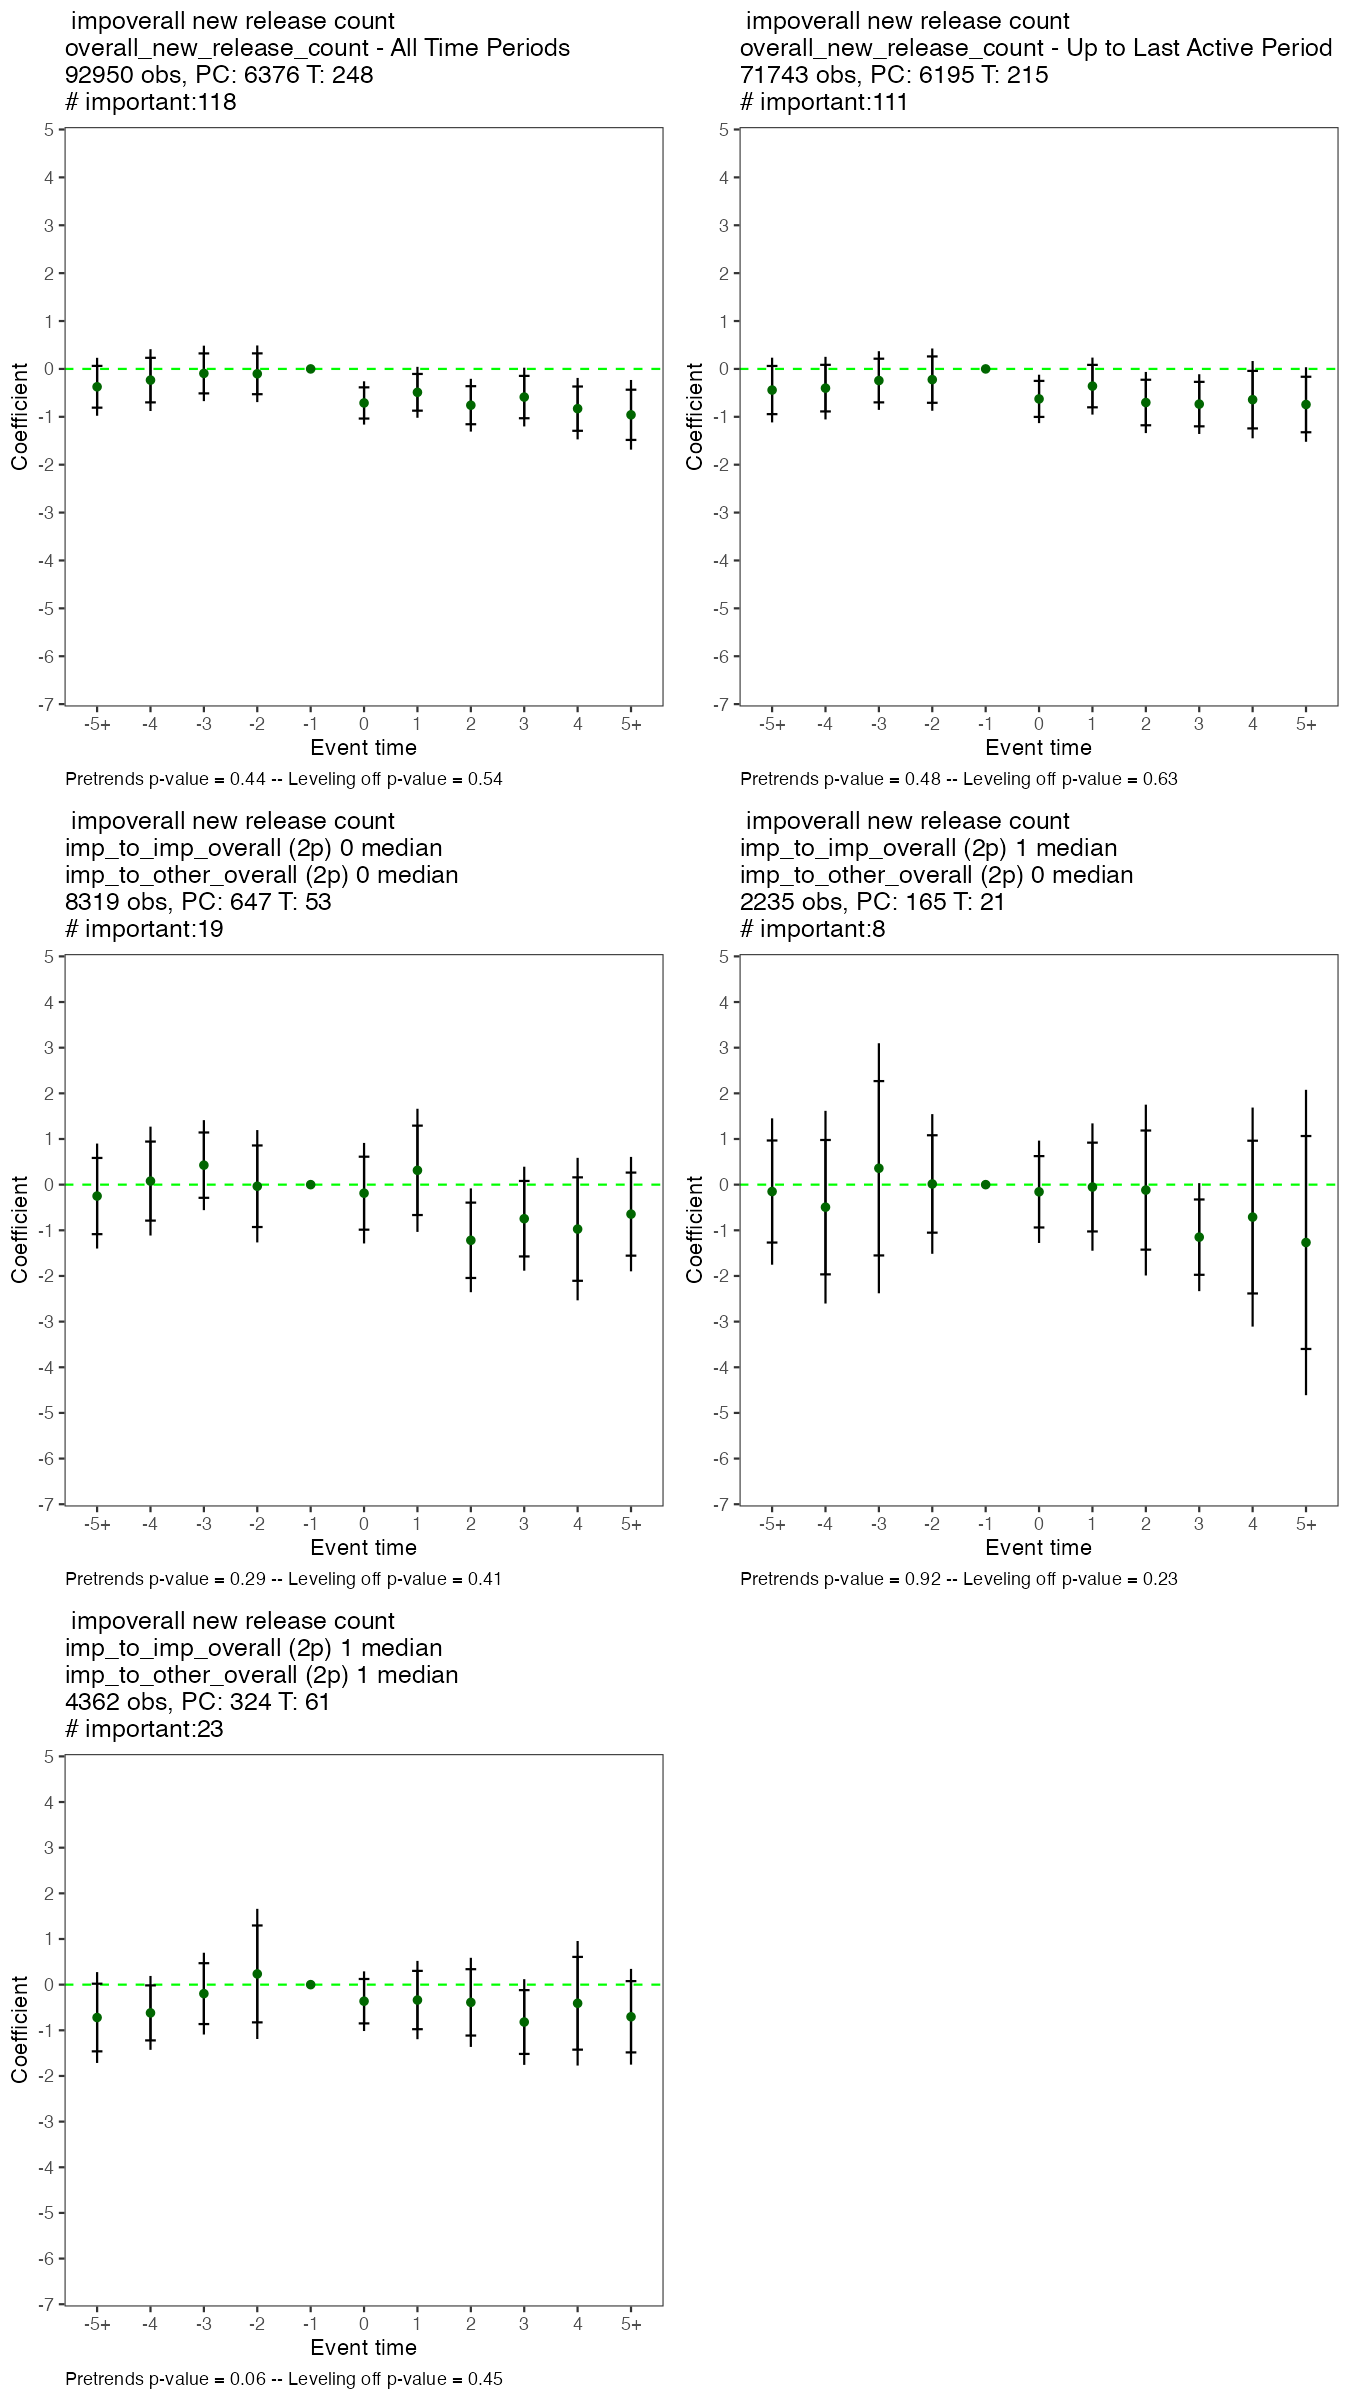 impoverall new release count
overall_new_release_count - All Time Periods
92950 obs, PC: 6376 T: 248
# important:118
5
4
3
2
1
0
-1
-2
-3
-4
-5
-6
-7
Coefficient
-5+ -4 -3 -2 -1 0 1 2 3 4 5+
Event time
Pretrends p-value = 0.44 -- Leveling off p-value = 0.54
impoverall new release count
overall_new_release_count - Up to Last Active Period
71743 obs, PC: 6195 T: 215
# important:111
5
4
3
2
1
0
-1
-2
-3
-4
-5
-6
-7
Coefficient
-5+ -4 -3 -2 -1 0 1 2 3 4 5+
Event time
Pretrends p-value = 0.48 -- Leveling off p-value = 0.63
impoverall new release count
imp_to_imp_overall (2p) 0 median
imp_to_other_overall (2p) 0 median
8319 obs, PC: 647 T: 53
# important:19
5
4
3
2
1
0
-1
-2
-3
-4
-5
-6
-7
Coefficient
-5+ -4 -3 -2 -1 0 1 2 3 4 5+
Event time
Pretrends p-value = 0.29 -- Leveling off p-value = 0.41
impoverall new release count
imp_to_imp_overall (2p) 1 median
imp_to_other_overall (2p) 0 median
2235 obs, PC: 165 T: 21
# important:8
5
4
3
2
1
0
-1
-2
-3
-4
-5
-6
-7
Coefficient
-5+ -4 -3 -2 -1 0 1 2 3 4 5+
Event time
Pretrends p-value = 0.92 -- Leveling off p-value = 0.23
impoverall new release count
imp_to_imp_overall (2p) 1 median
imp_to_other_overall (2p) 1 median
4362 obs, PC: 324 T: 61
# important:23
5
4
3
2
1
0
-1
-2
-3
-4
-5
-6
-7
Coefficient
-5+ -4 -3 -2 -1 0 1 2 3 4 5+
Event time
Pretrends p-value = 0.06 -- Leveling off p-value = 0.45